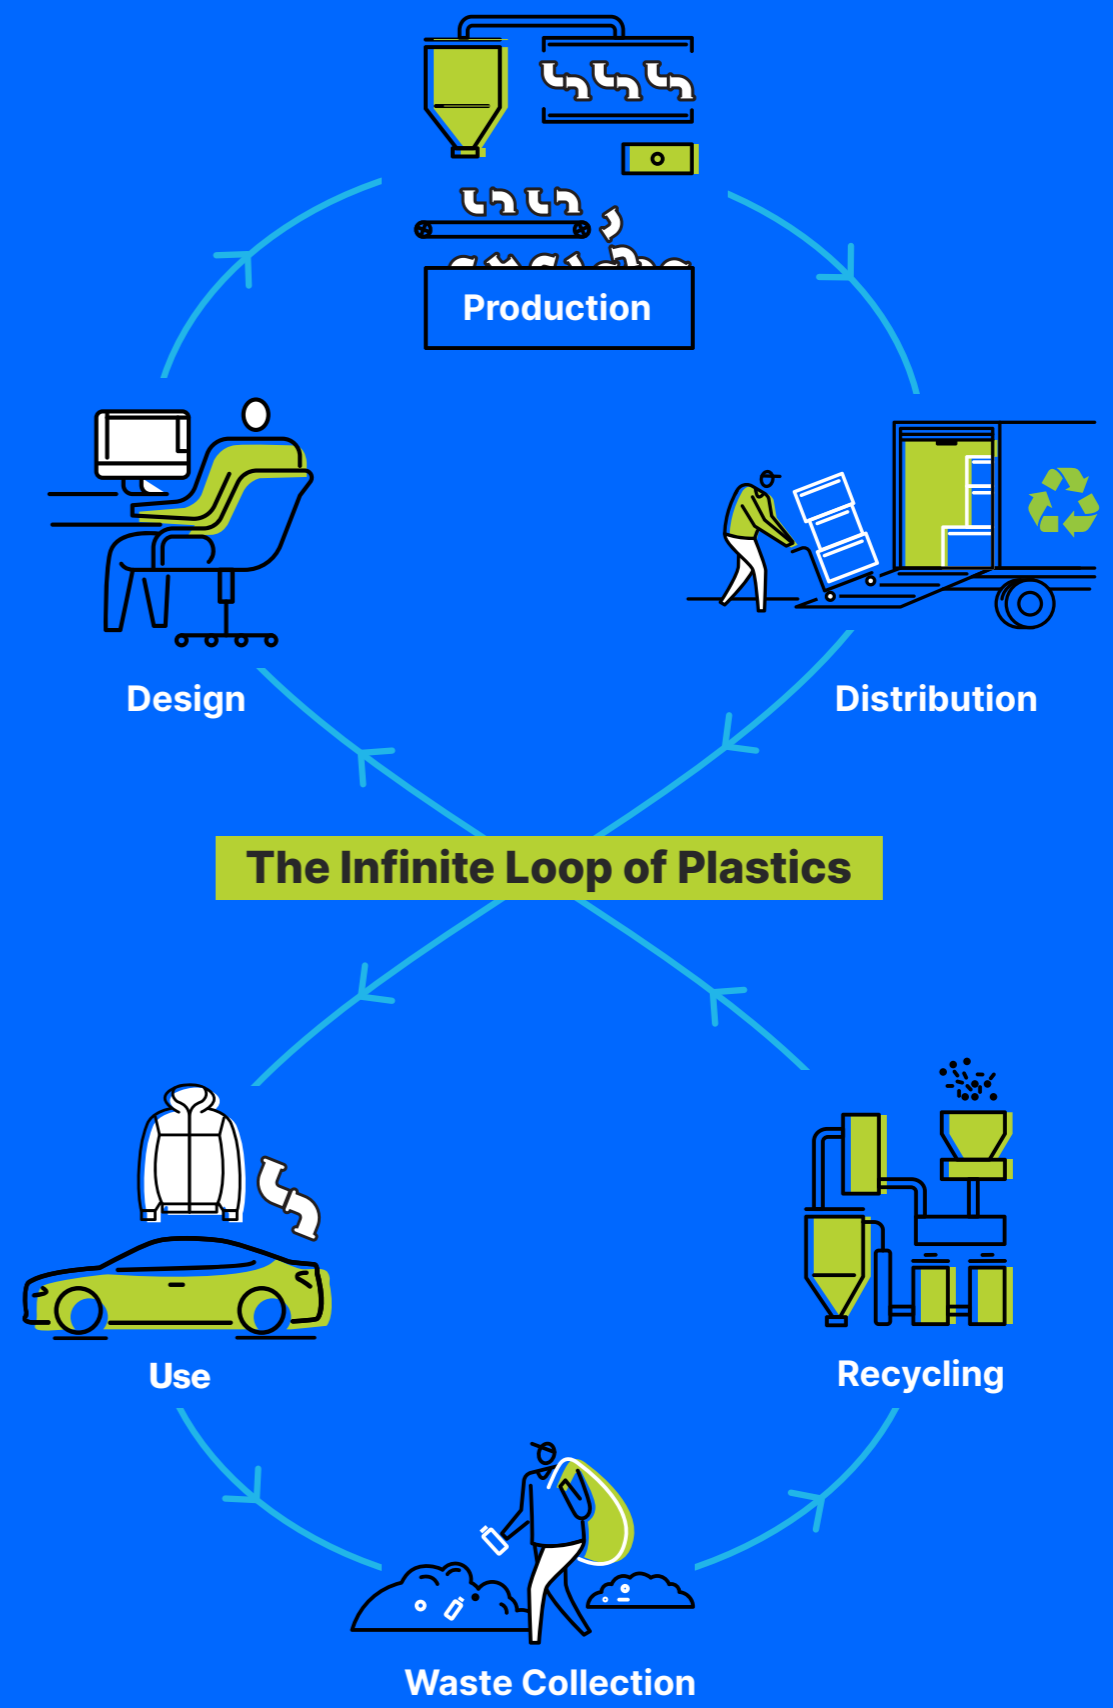 Production
Design
Distribution
The Infinite Loop of Plastics
Use
Recycling
Waste Collection